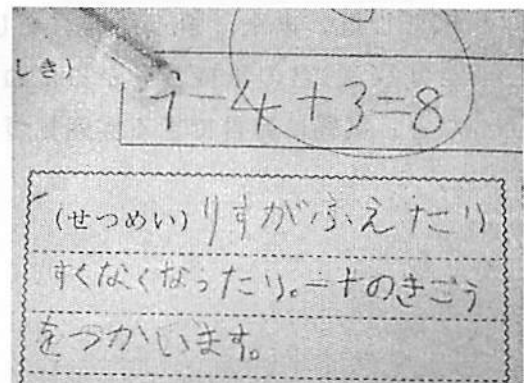 しき)
9-4+3=8
(せつめい)りすがふえたり
すくなくなったり。-+のきごう
をつかいます。